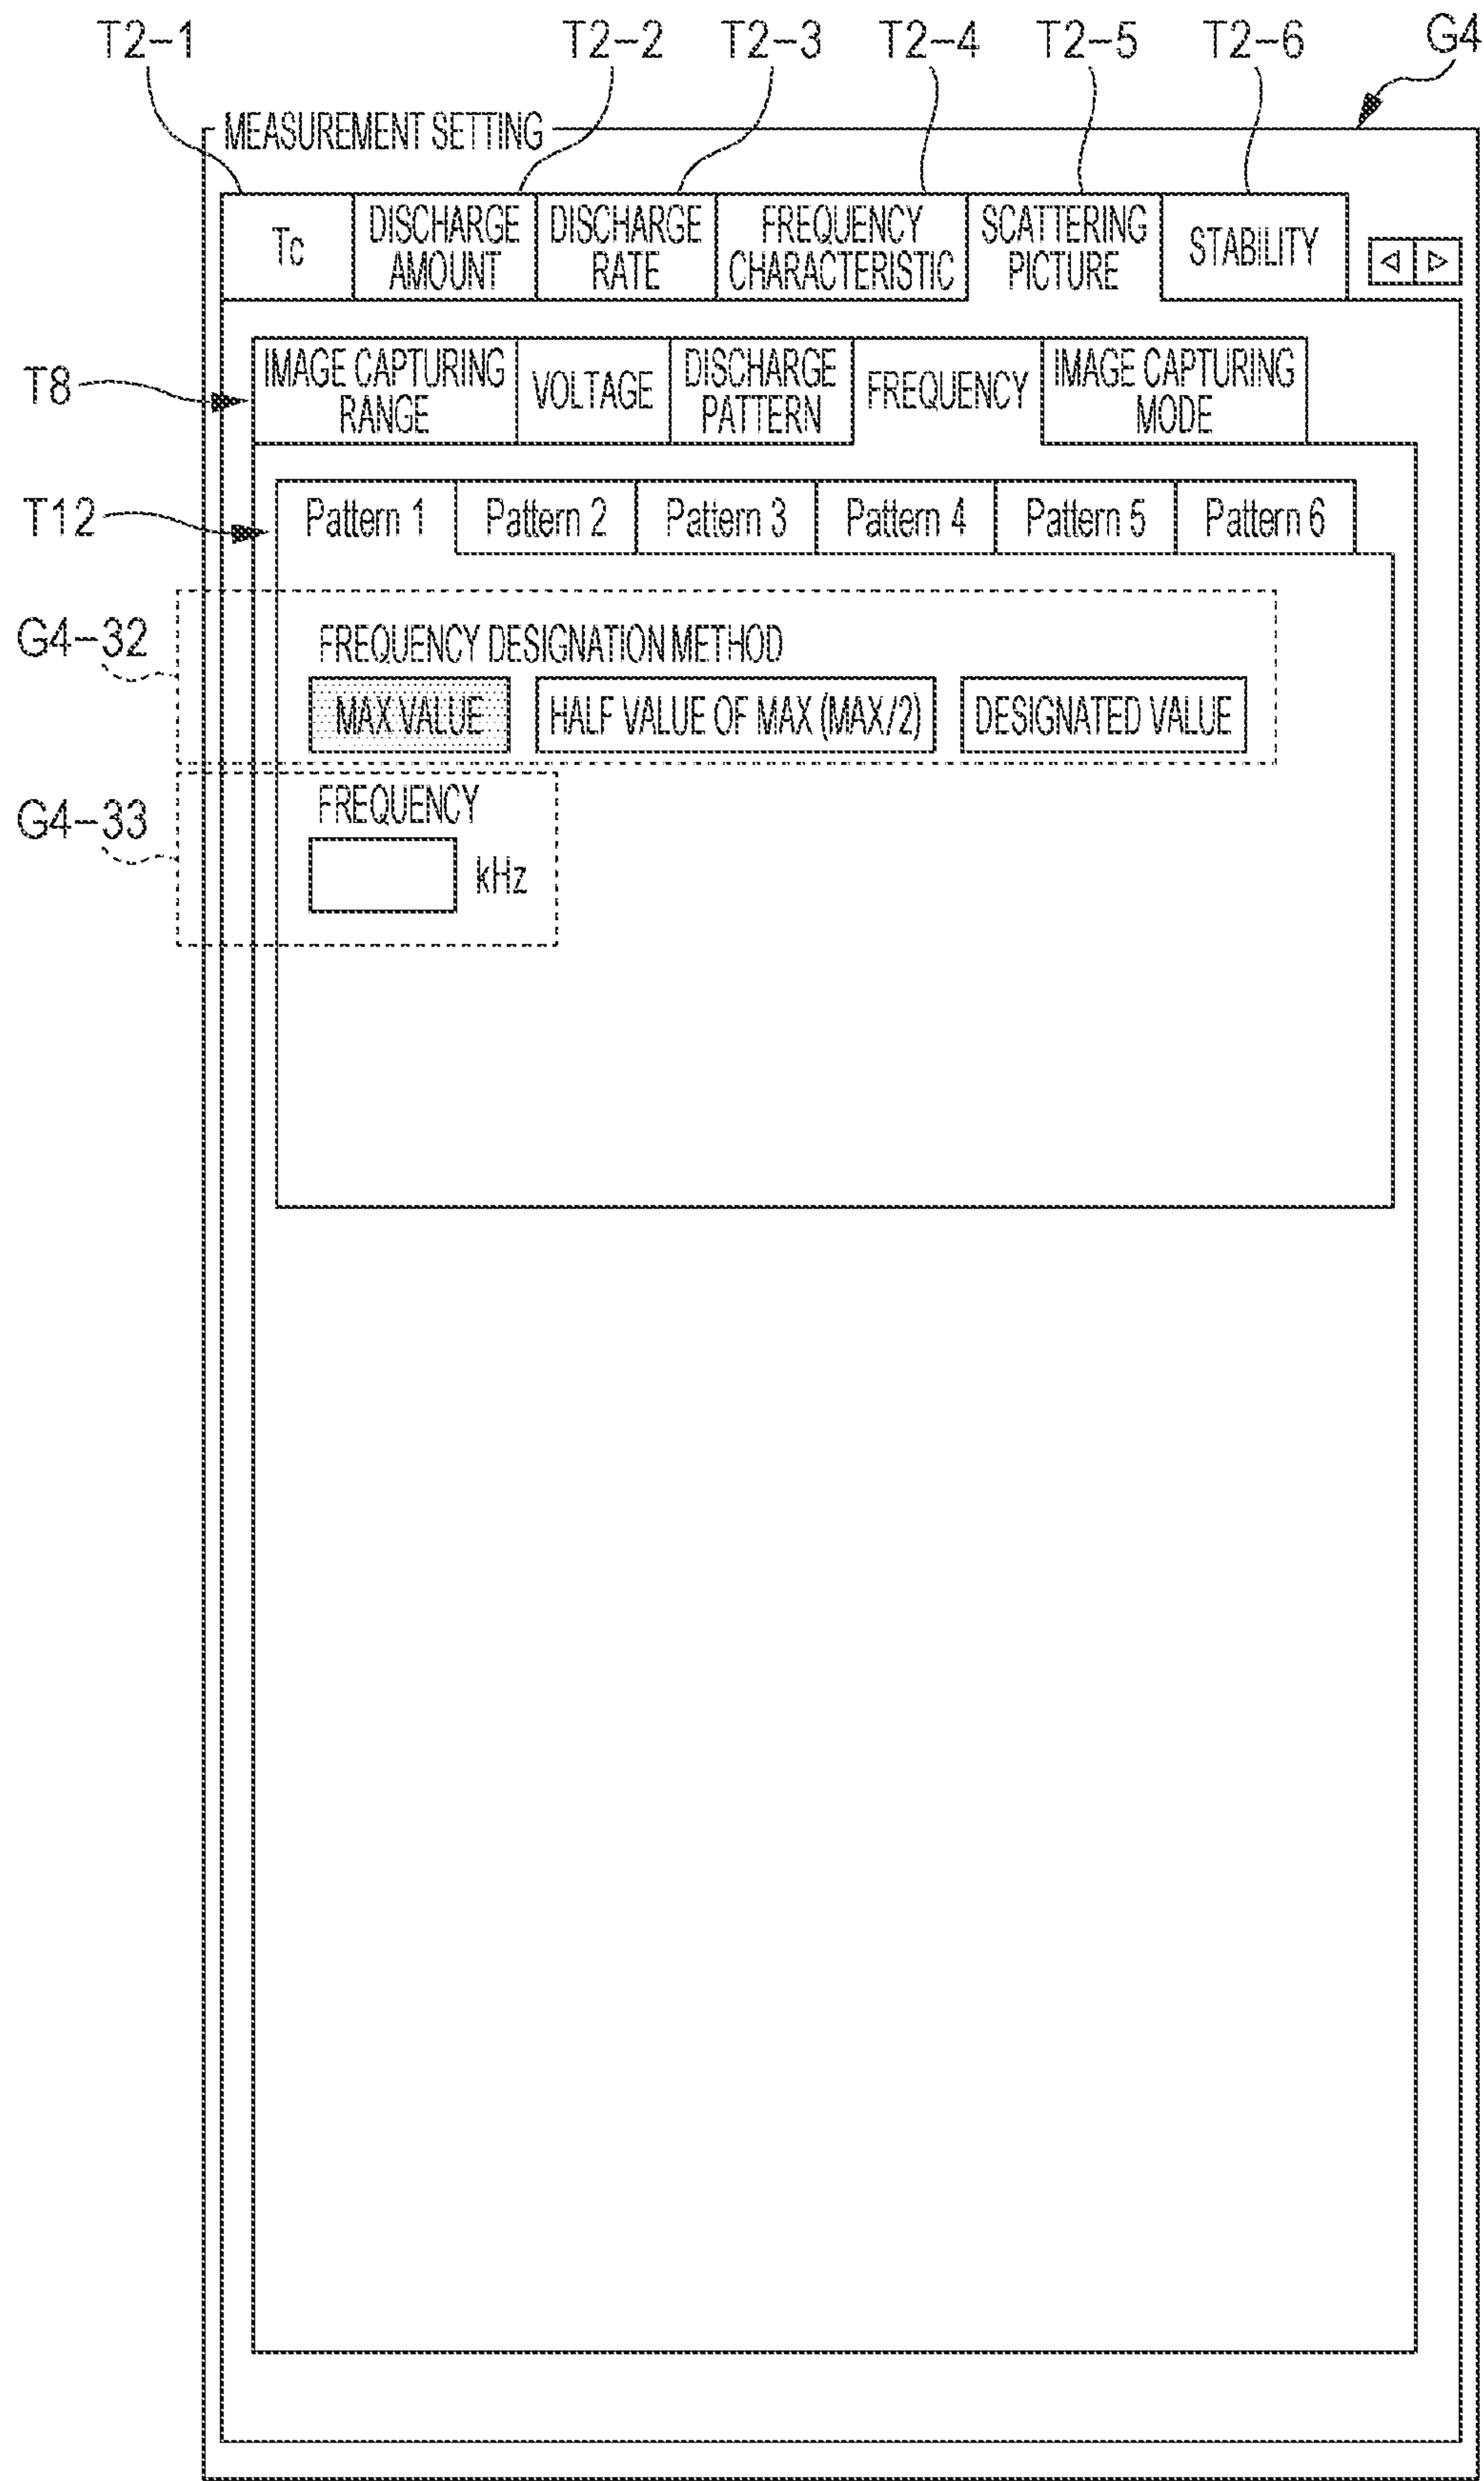 T2-1 T2-2 T2-3 T2-4 T2-5 T2-6 G4
MEASUREMENT SETTING
Tc
DISCHARGE
AMOUNT
DISCHARGE
RATE
FREQUENCY
CHARACTERISTIC
SCATTERING
PICTURE
STABILITY
T8
IMAGE CAPTURING
RANGE
VOLTAGE
DISCHARGE
PATTERN
FREQUENCY
IMAGE CAPTURING
MODE
T12
Pattern 1 Pattern 2 Pattern 3 Pattern 4 Pattern 5 Pattern 6
G4-32
FREQUENCY DESIGNATION METHOD
MAX VALUE HALF VALUE OF MAX (MAX/2) DESIGNATED VALUE
G4-33
FREQUENCY
kHz